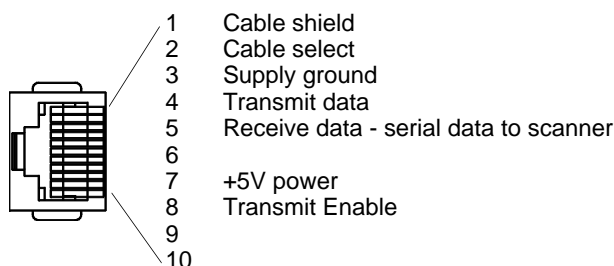 1 Cable shield
2 Cable select
3 Supply ground
4 Transmit data
5 Receive data - serial data to scanner
6
7 +5V power
8 Transmit Enable
9
10